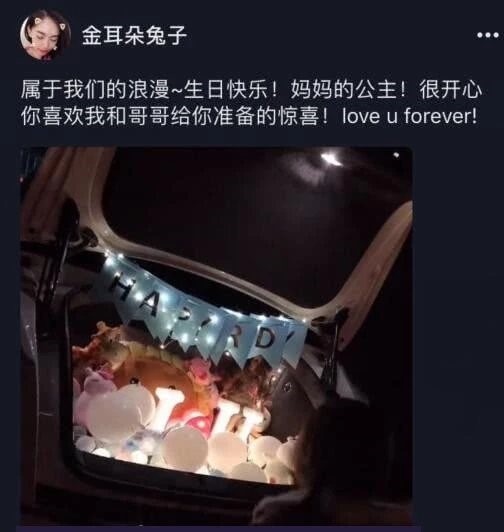 金耳朵兔子
属于我们的浪漫~生日快乐！妈妈的公主！很开心
你喜欢我和哥哥给你准备的惊喜！love u forever!
HAP RD